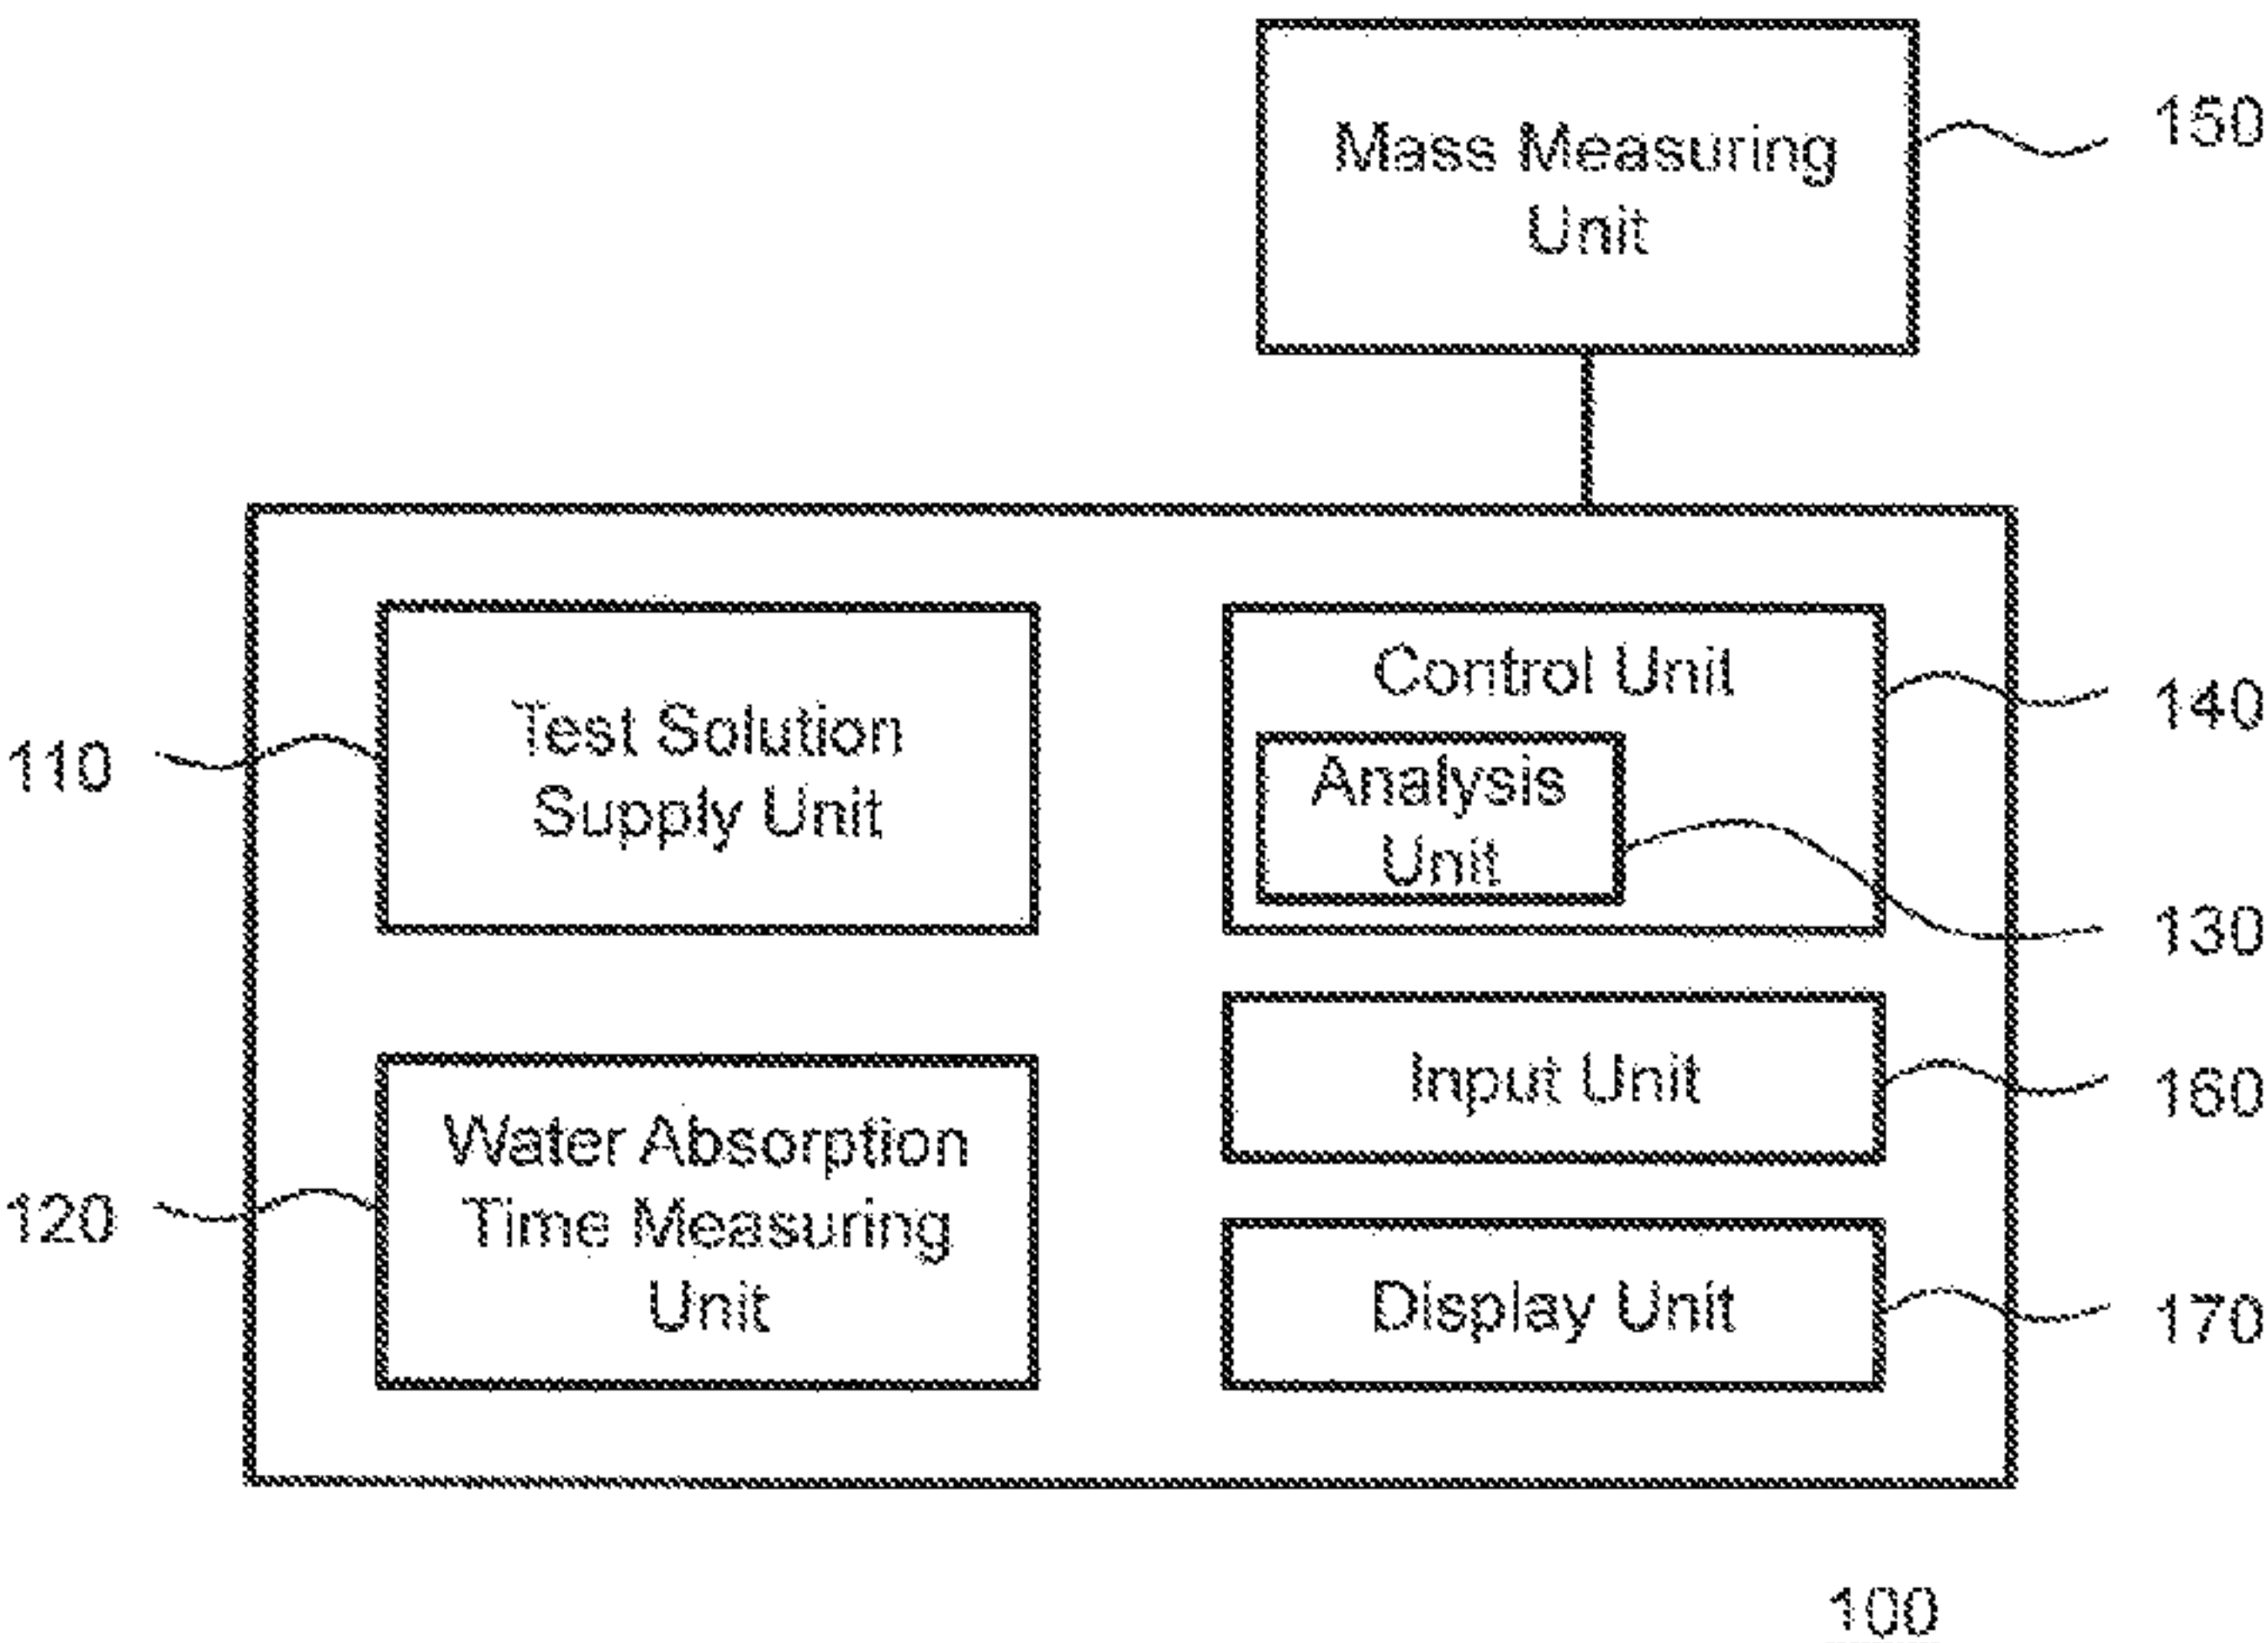 Mass Measuring
Unit
150
Test Solution
Supply Unit
110
Control Unit
140
Analysis
Unit
130
Input Unit
160
Water Absorption
Time Measuring
Unit
120
Display Unit
170
100